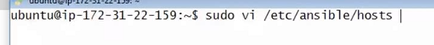 ubuntu@ip-172-31-22-159:~$ sudo vi /etc/ansible/hosts